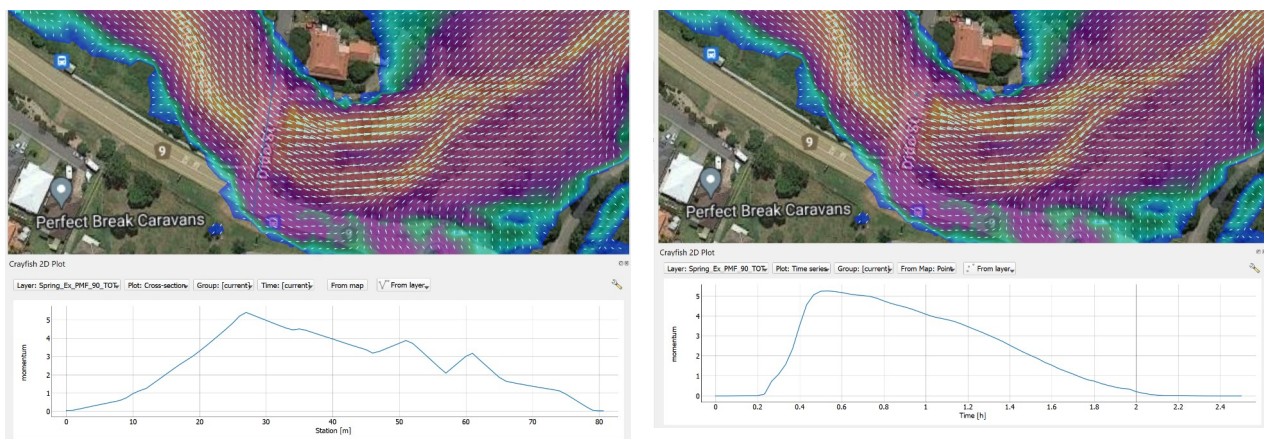 9
Perfect Break Caravans
Crayfish 2D Plot
Layer: Spring_Ex_PMF_90_TOT
Plot: Cross-section
Group: [current]
Time: [current]
From map
From layer
momentum
5
4
3
2
1
0
0 10 20 30 40 50 60 70 80
Station [m]
9
Perfect Break Caravans
Crayfish 2D Plot
Layer: Spring_Ex_PMF_90_TOT
Plot: Time series
Group: [current]
From Map: Point
From layer
momentum
5
4
3
2
1
0
0 0.2 0.4 0.6 0.8 1 1.2 1.4 1.6 1.8 2 2.2 2.4
Time [h]